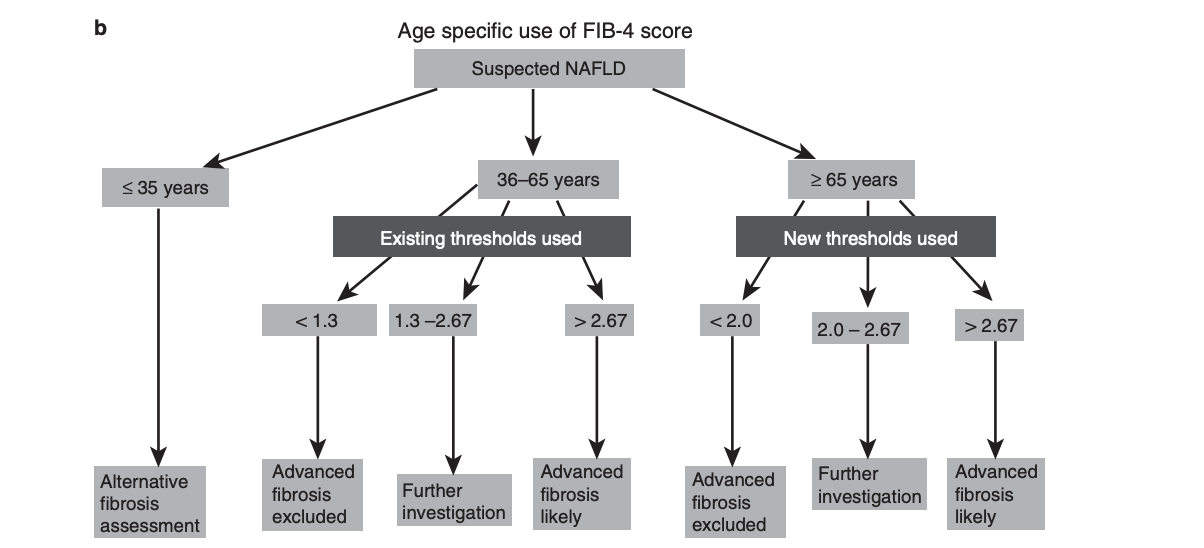 b
Age specific use of FIB-4 score
Suspected NAFLD
≤ 35 years
36–65 years
≥ 65 years
Existing thresholds used
New thresholds used
< 1.3
1.3 –2.67
> 2.67
< 2.0
2.0 – 2.67
> 2.67
Alternative
fibrosis
assessment
Advanced
fibrosis
excluded
Further
investigation
Advanced
fibrosis
likely
Advanced
fibrosis
excluded
Further
investigation
Advanced
fibrosis
likely